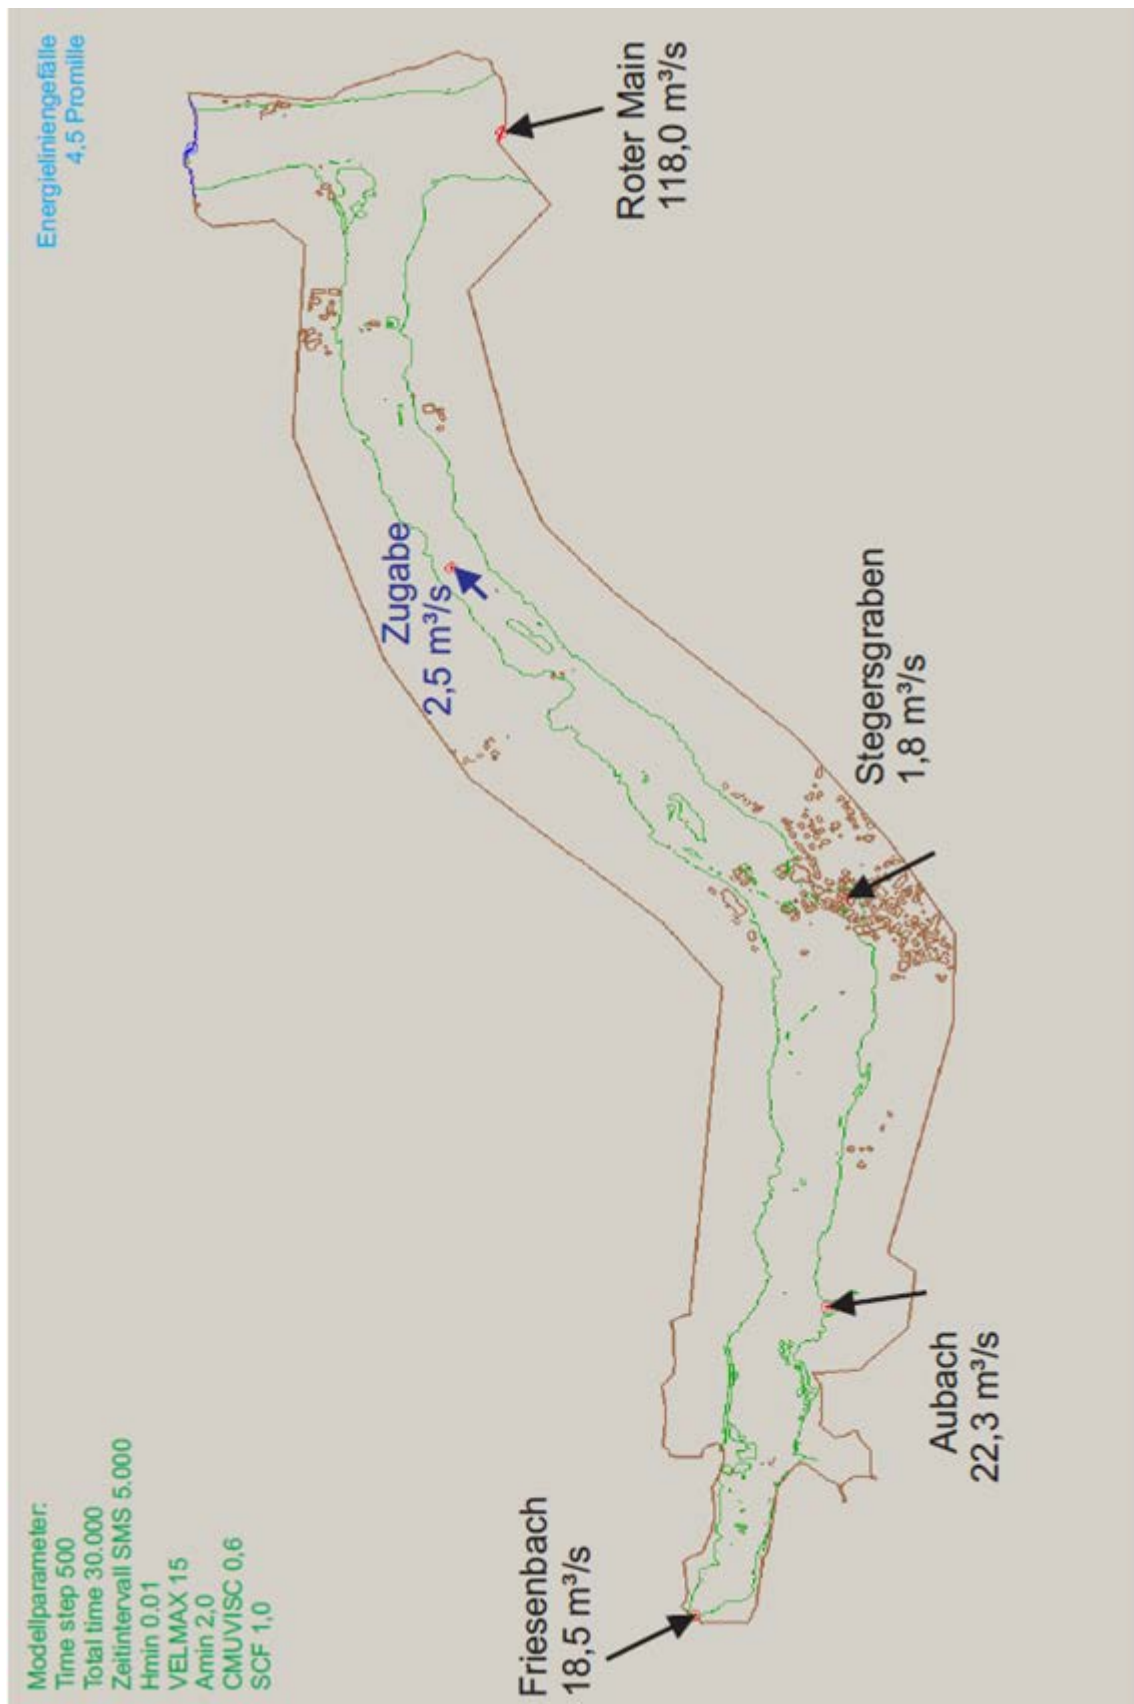 Modellparameter:
Time step 500
Total time 30.000
Zeitintervall SMS 5.000
Hmin 0.01
VELMAX 15
Amin 2,0
CMUVISC 0,6
SCF 1,0
Energieliniengefälle
4,5 Promille
Friesenbach
18,5 m³/s
Aubach
22,3 m³/s
Stegersgraben
1,8 m³/s
Zugabe
2,5 m³/s
Roter Main
118,0 m³/s